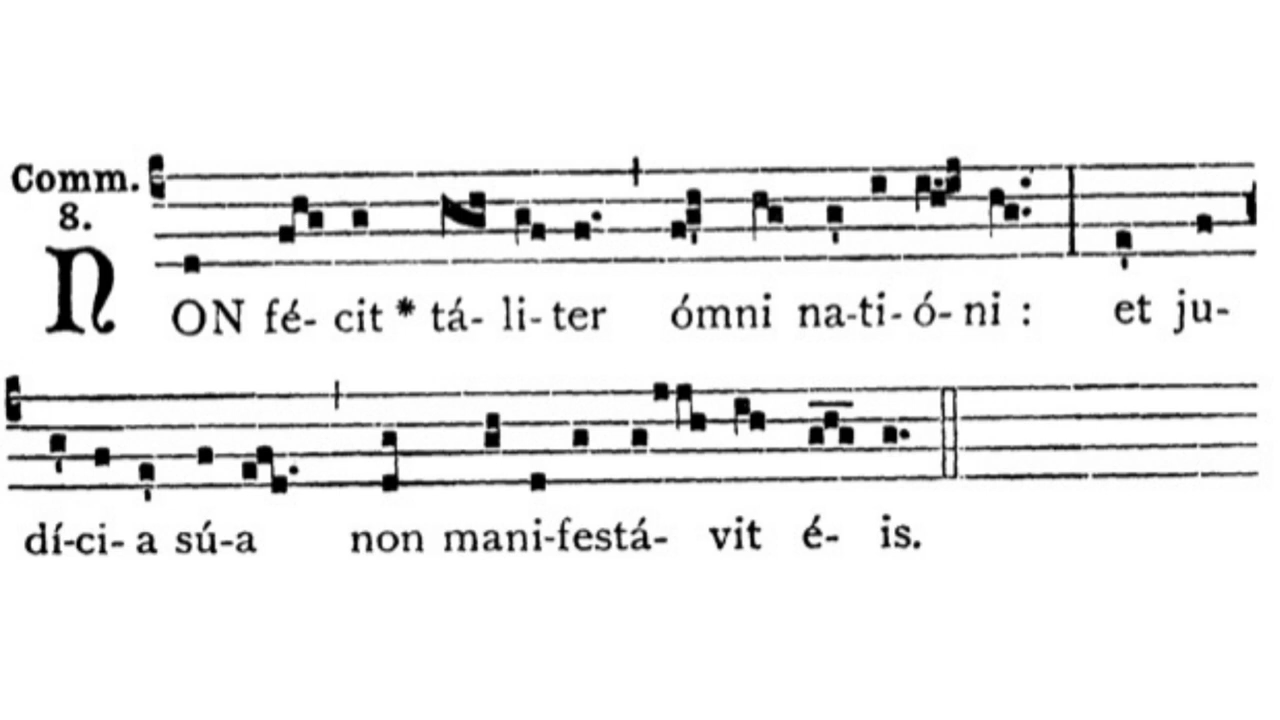 Comm.
8.
NON fé- cit * tá- li- ter ómni na-ti- ó- ni : et ju-
dí-ci- a sú-a non mani-festá- vit é- is.